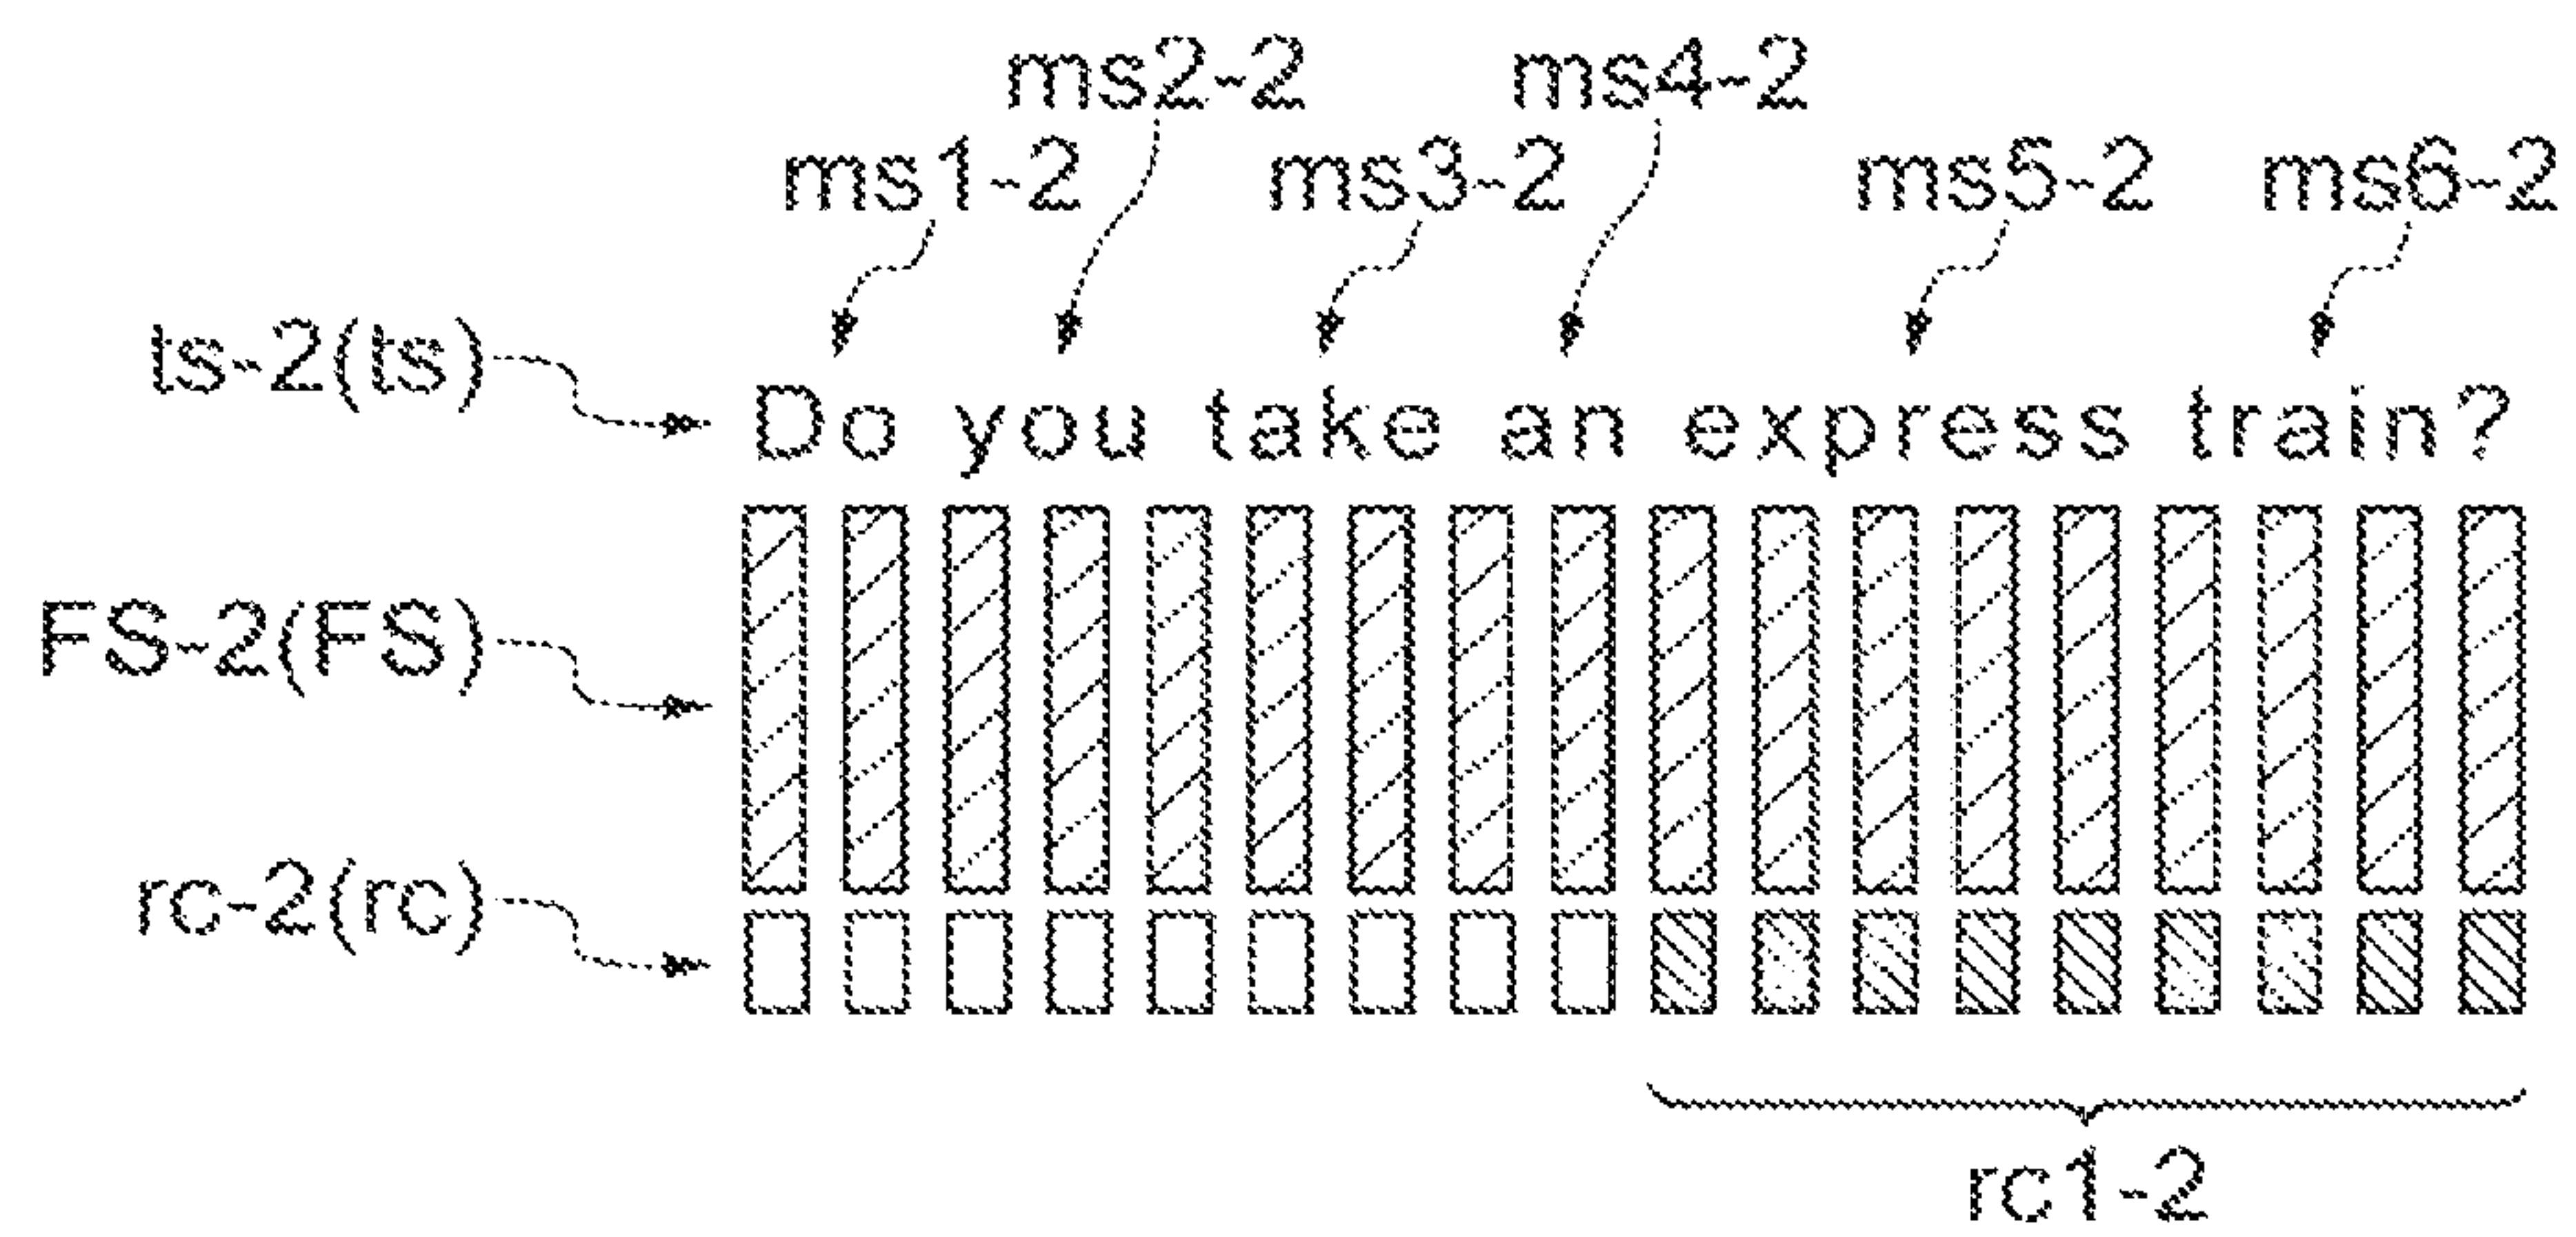 ms2-2 ms4-2
ms1-2 ms3-2 ms5-2 ms6-2
ts-2(ts)
Do you take an express train?
FS-2(FS)
rc-2(rc)
rc1-2